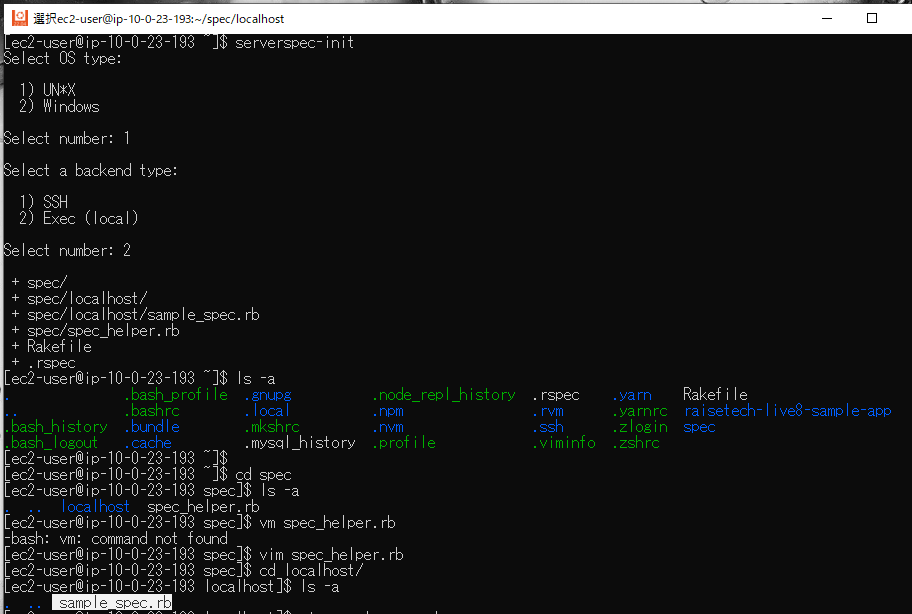 選択ec2-user@ip-10-0-23-193:~/spec/localhost
[ec2-user@ip-10-0-23-193 ~]$ serverspec-init
Select OS type:
1) UN*X
2) Windows
Select number: 1
Select a backend type:
1) SSH
2) Exec (local)
Select number: 2
+ spec/
+ spec/localhost/
+ spec/localhost/sample_spec.rb
+ spec/spec_helper.rb
+ Rakefile
+ .rspec
[ec2-user@ip-10-0-23-193 ~]$ ls -a
. .bash_profile .gnupg .node_repl_history .rspec .yarn Rakefile
.. .bashrc .local .npm .rvm .yarnrc raisetech-live8-sample-app
.bash_history .bundle .mkshrc .nvm .ssh .zlogin spec
.bash_logout .cache .mysql_history .profile .viminfo .zshrc
[ec2-user@ip-10-0-23-193 ~]$
[ec2-user@ip-10-0-23-193 ~]$ cd spec
[ec2-user@ip-10-0-23-193 spec]$ ls -a
. .. localhost spec_helper.rb
[ec2-user@ip-10-0-23-193 spec]$ vm spec_helper.rb
-bash: vm: command not found
[ec2-user@ip-10-0-23-193 spec]$ vim spec_helper.rb
[ec2-user@ip-10-0-23-193 spec]$ cd localhost/
[ec2-user@ip-10-0-23-193 localhost]$ ls -a
. .. sample_spec.rb